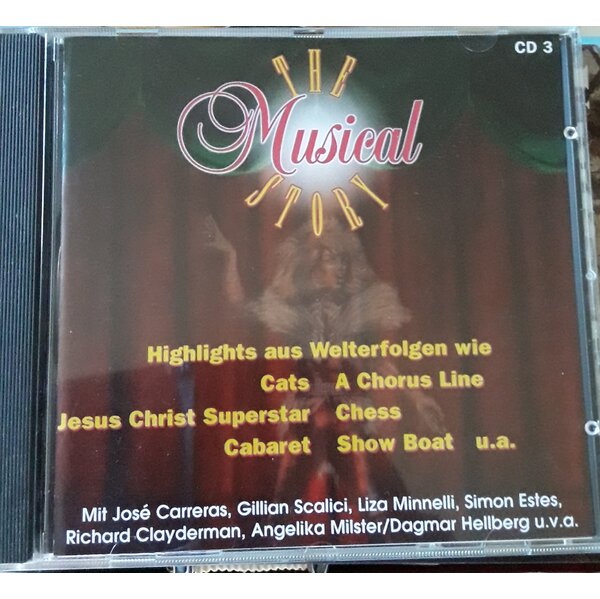 CD 3
THE
Musical
STORY
Highlights aus Welterfolgen wie
Cats A Chorus Line
Jesus Christ Superstar Chess
Cabaret Show Boat u.a.
Mit José Carreras, Gillian Scalici, Liza Minnelli, Simon Estes,
Richard Clayderman, Angelika Milster/Dagmar Hellberg u.v.a.